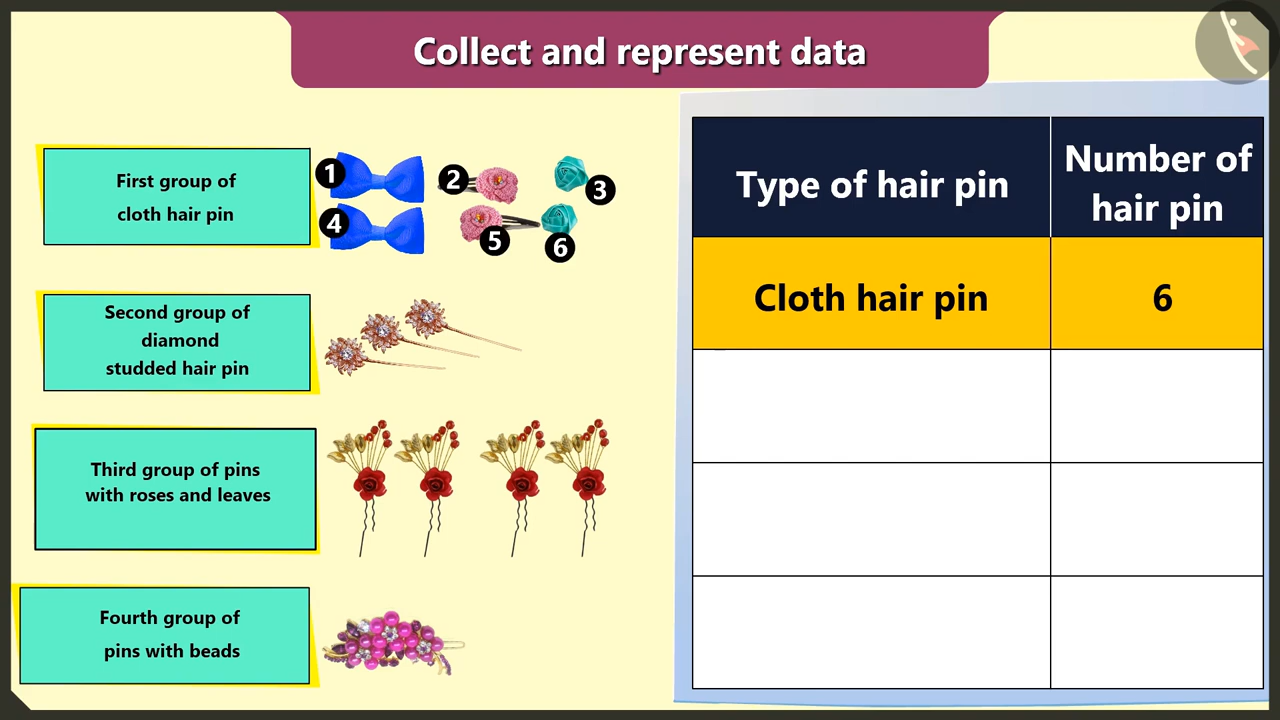 Collect and represent data
First group of
cloth hair pin
1
2
3
4
5
6
Second group of
diamond
studded hair pin
Third group of pins
with roses and leaves
Fourth group of
pins with beads
Type of hair pin
Number of
hair pin
Cloth hair pin
6